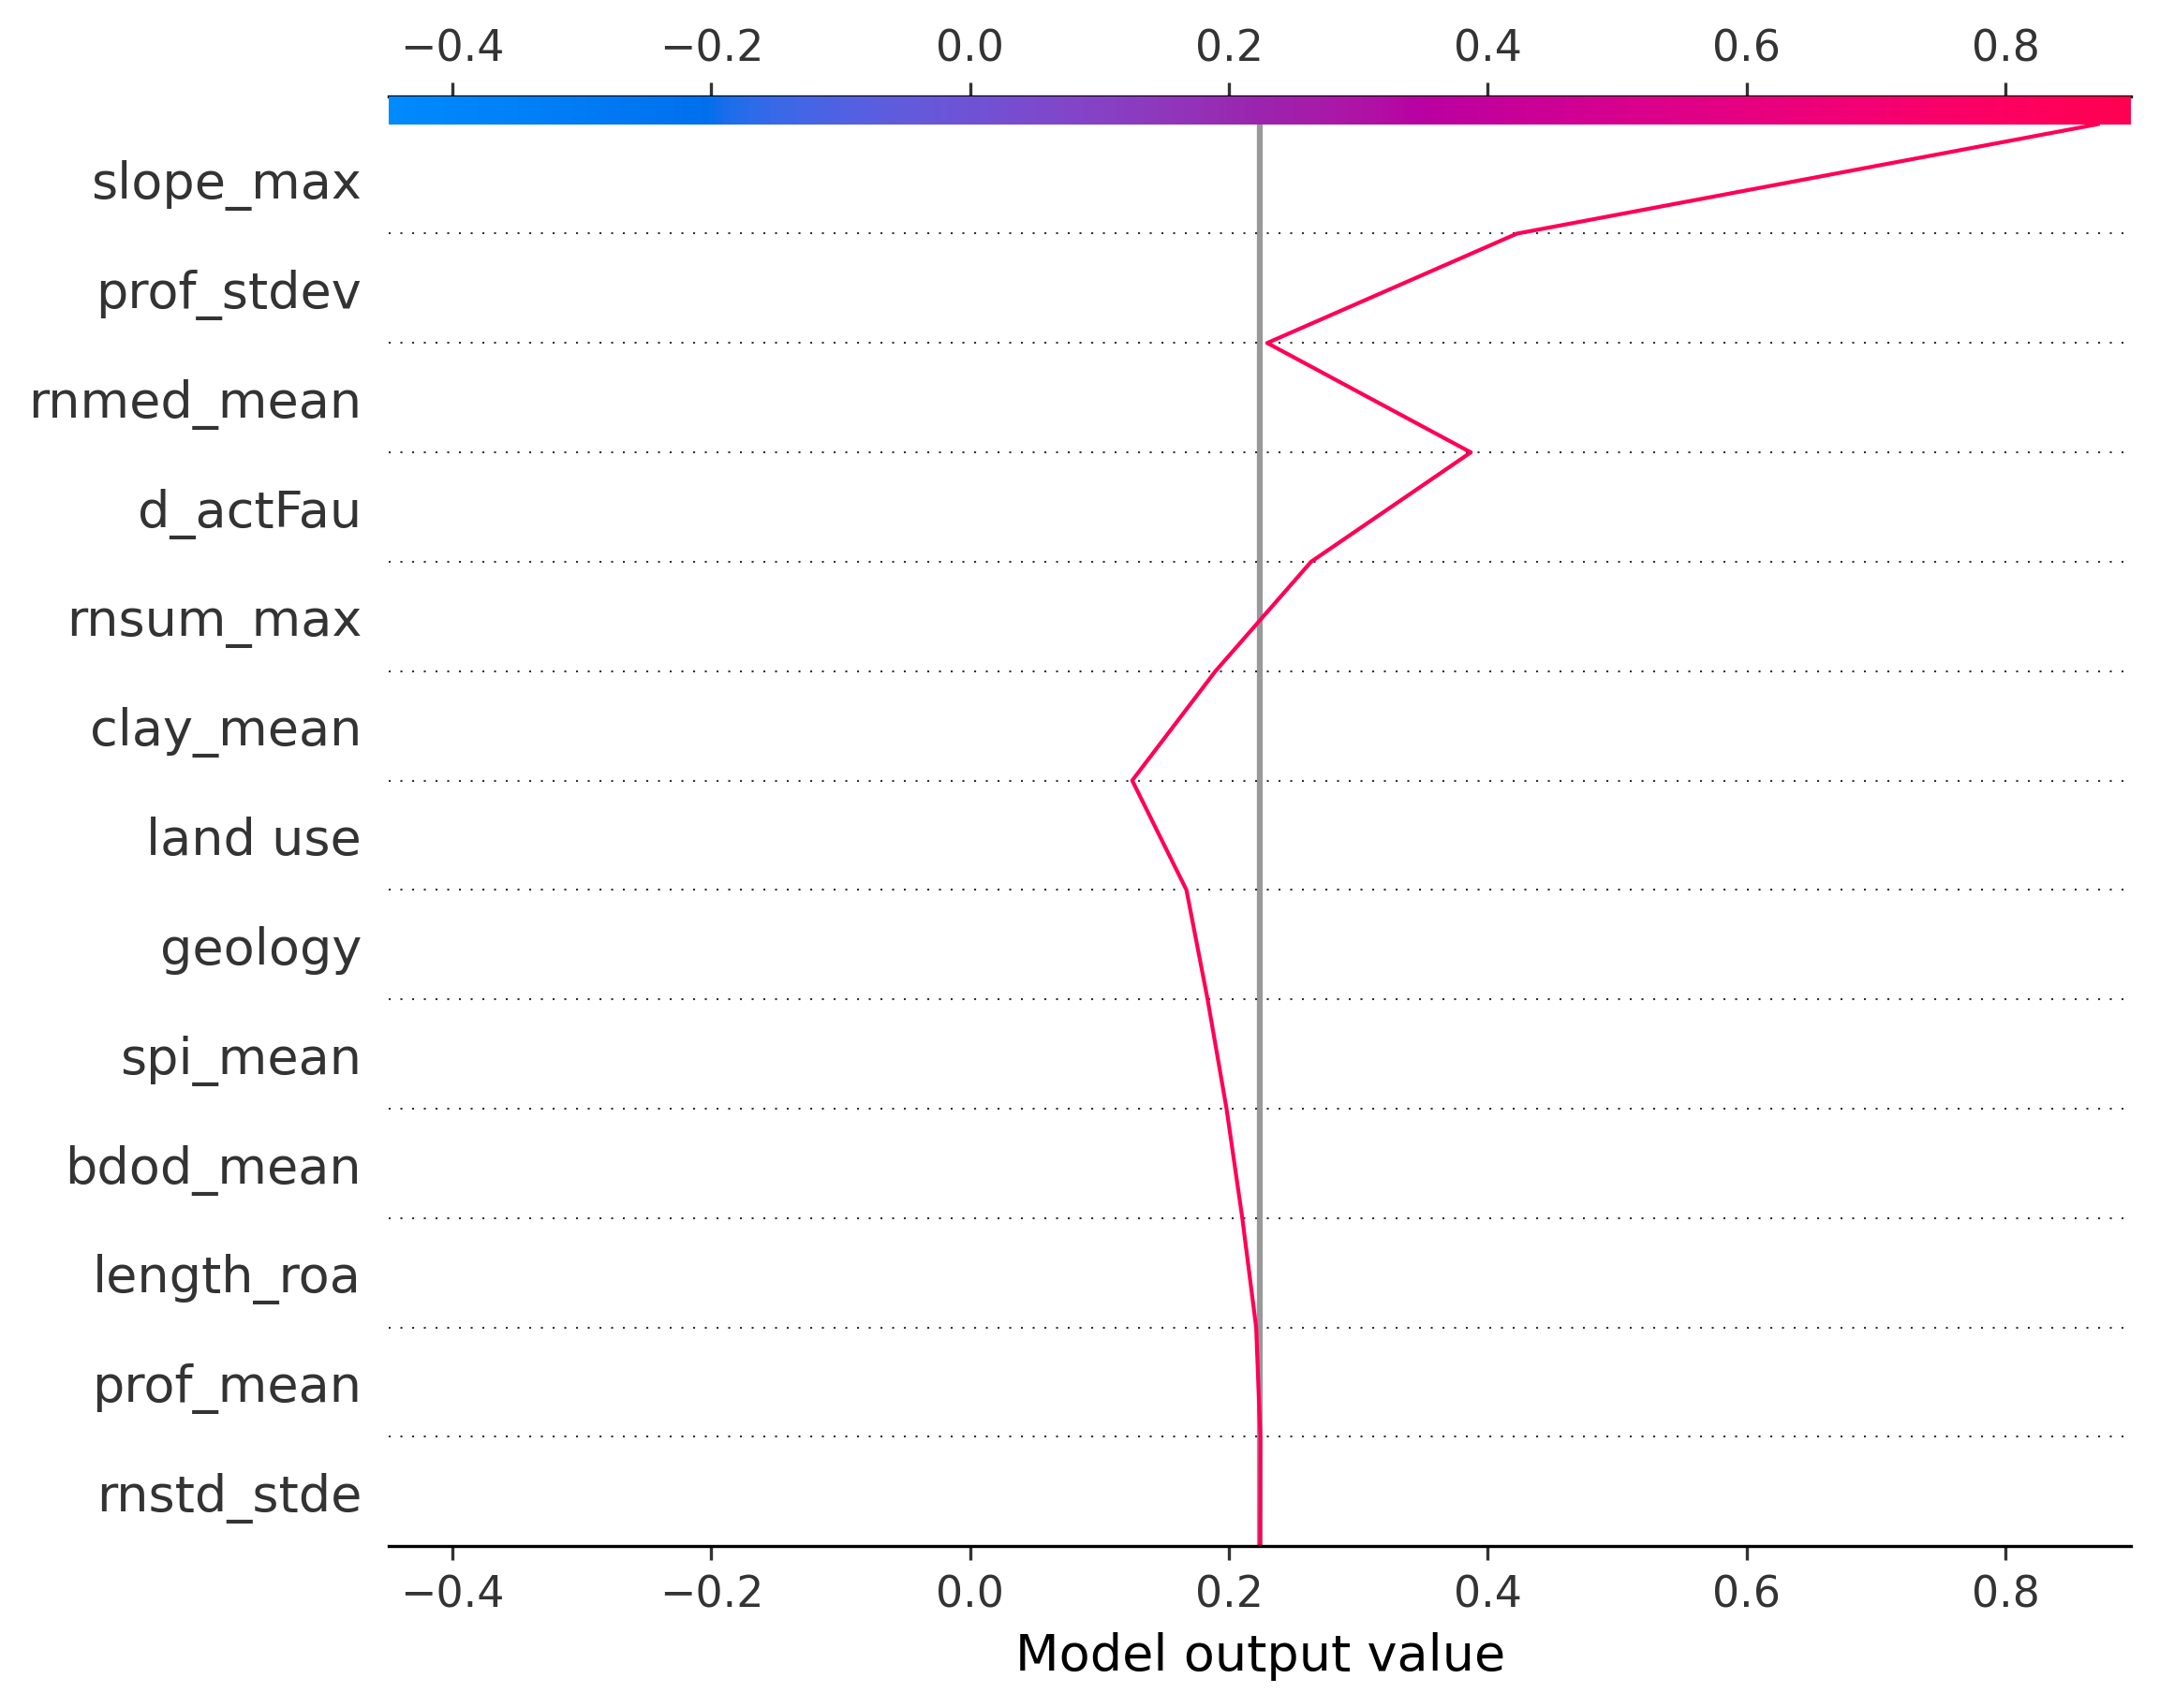 −0.4 −0.2 0.0 0.2 0.4 0.6 0.8
slope_max
prof_stdev
rnmed_mean
d_actFau
rnsum_max
clay_mean
land use
geology
spi_mean
bdod_mean
length_roa
prof_mean
rnstd_stde
−0.4 −0.2 0.0 0.2 0.4 0.6 0.8
Model output value